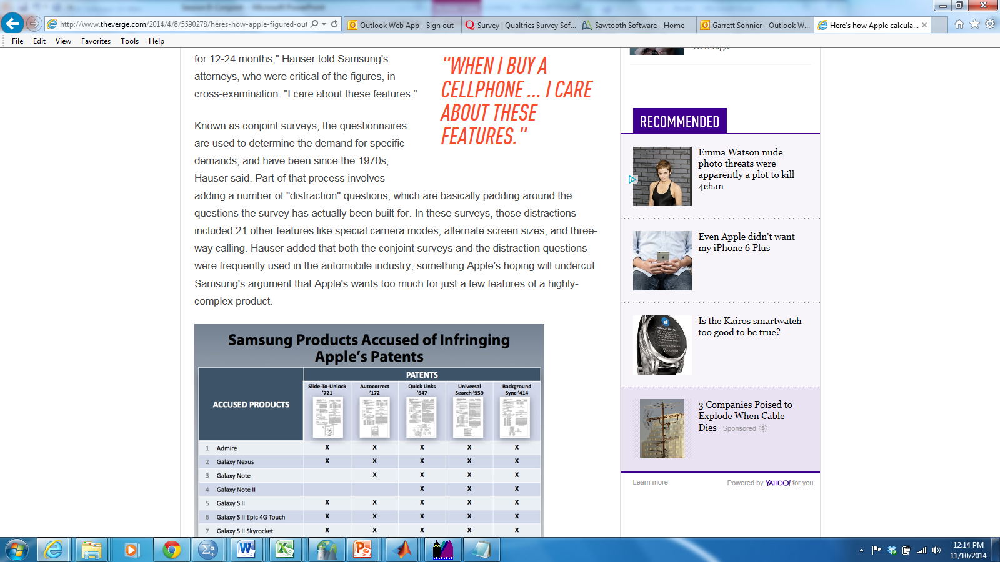 http://www.theverge.com/2014/4/8/5590278/heres-how-apple-figured-out
Outlook Web App - Sign out
Survey | Qualtrics Survey Sof...
Sawtooth Software - Home
Garrett Sonnier - Outlook W...
Here's how Apple calcula...
File Edit View Favorites Tools Help
for 12-24 months," Hauser told Samsung's
attorneys, who were critical of the figures, in
cross-examination. "I care about these features."
"WHEN I BUY A
CELLPHONE ... I CARE
ABOUT THESE
FEATURES."
Known as conjoint surveys, the questionnaires
are used to determine the demand for specific
demands, and have been since the 1970s,
Hauser said. Part of that process involves
adding a number of "distraction" questions, which are basically padding around the
questions the survey has actually been built for. In these surveys, those distractions
included 21 other features like special camera modes, alternate screen sizes, and three-
way calling. Hauser added that both the conjoint surveys and the distraction questions
were frequently used in the automobile industry, something Apple's hoping will undercut
Samsung's argument that Apple's wants too much for just a few features of a highly-
complex product.
Samsung Products Accused of Infringing
Apple's Patents
ACCUSED PRODUCTS
PATENTS
Slide-To-Unlock '721
Autocorrect '172
Quick Links '647
Universal Search '959
Background Sync '414
1 Admire X X X X X
2 Galaxy Nexus X X X X X
3 Galaxy Note X X X X
4 Galaxy Note II X X X
5 Galaxy S II X X X X X
6 Galaxy S II Epic 4G Touch X X X X X
7 Galaxy S II Skyrocket X X X X X
RECOMMENDED
Emma Watson nude
photo threats were
apparently a plot to kill
4chan
Even Apple didn't want
my iPhone 6 Plus
Is the Kairos smartwatch
too good to be true?
3 Companies Poised to
Explode When Cable
Dies Sponsored
Learn more
Powered by YAHOO! for you
12:14 PM
11/10/2014